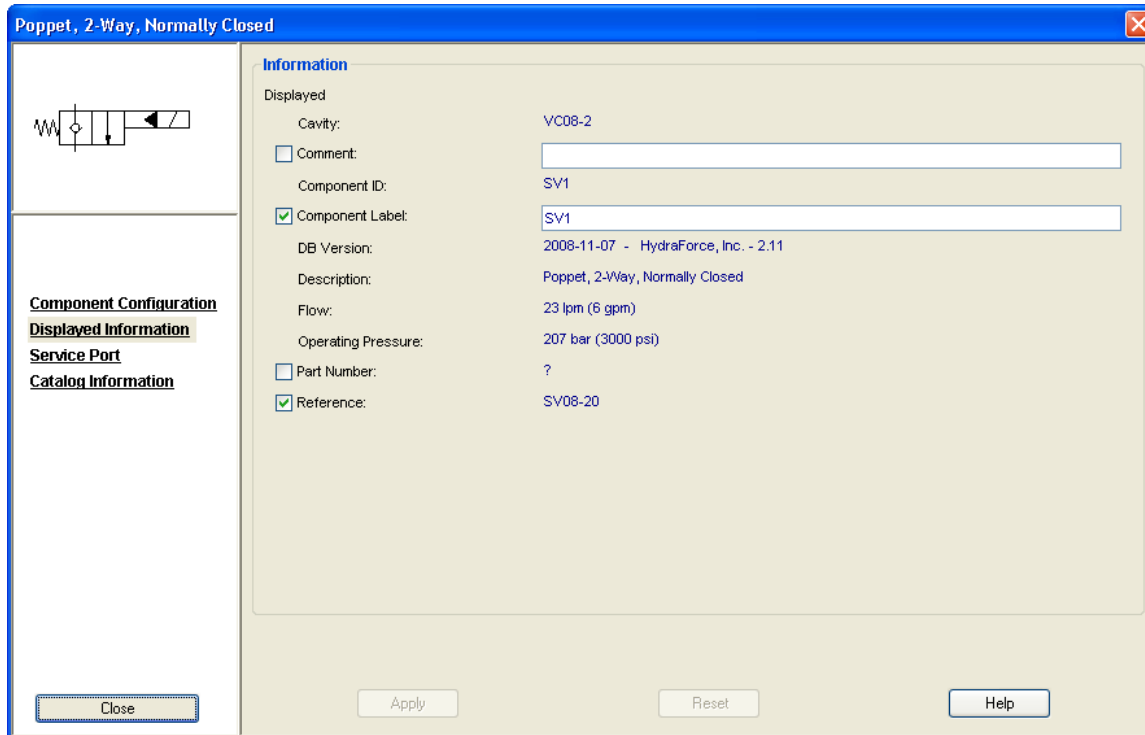 Poppet, 2-Way, Normally Closed
Component Configuration
Displayed Information
Service Port
Catalog Information
Close
Information
Displayed
Cavity: VC08-2
Comment:
Component ID: SV1
Component Label: SV1
DB Version: 2008-11-07 - HydraForce, Inc. - 2.11
Description: Poppet, 2-Way, Normally Closed
Flow: 23 lpm (6 gpm)
Operating Pressure: 207 bar (3000 psi)
Part Number: ?
Reference: SV08-20
Apply Reset Help